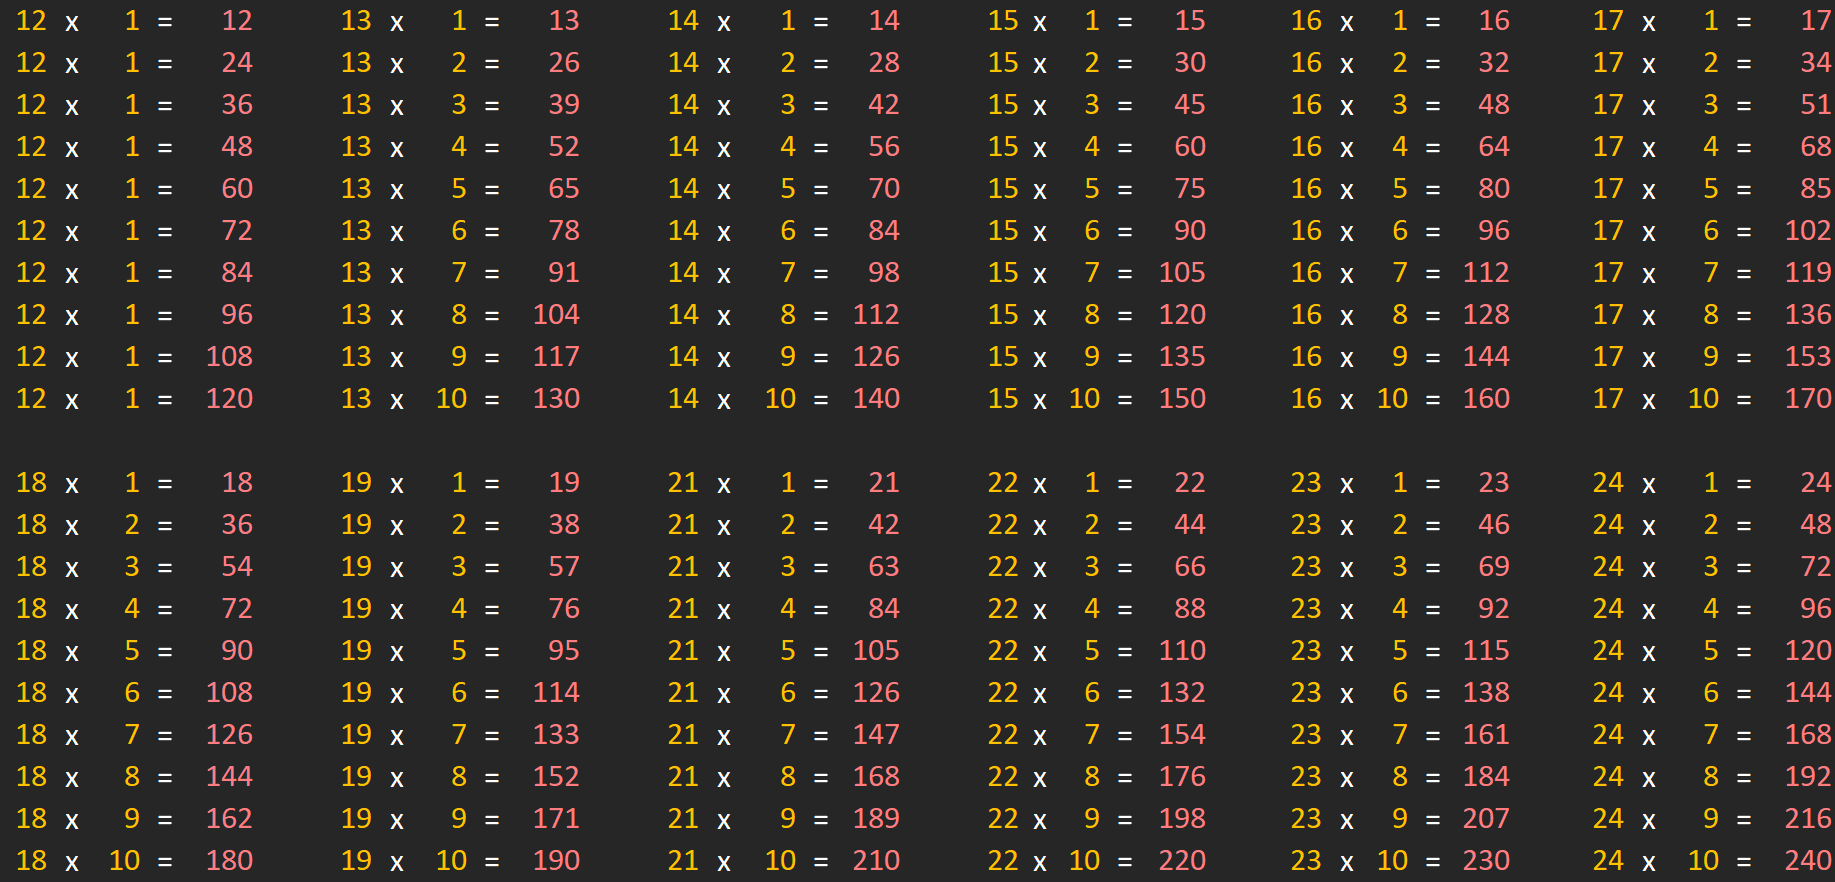 12 x 1 = 12 13 x 1 = 13 14 x 1 = 14 15 x 1 = 15 16 x 1 = 16 17 x 1 = 17
12 x 1 = 24 13 x 2 = 26 14 x 2 = 28 15 x 2 = 30 16 x 2 = 32 17 x 2 = 34
12 x 1 = 36 13 x 3 = 39 14 x 3 = 42 15 x 3 = 45 16 x 3 = 48 17 x 3 = 51
12 x 1 = 48 13 x 4 = 52 14 x 4 = 56 15 x 4 = 60 16 x 4 = 64 17 x 4 = 68
12 x 1 = 60 13 x 5 = 65 14 x 5 = 70 15 x 5 = 75 16 x 5 = 80 17 x 5 = 85
12 x 1 = 72 13 x 6 = 78 14 x 6 = 84 15 x 6 = 90 16 x 6 = 96 17 x 6 = 102
12 x 1 = 84 13 x 7 = 91 14 x 7 = 98 15 x 7 = 105 16 x 7 = 112 17 x 7 = 119
12 x 1 = 96 13 x 8 = 104 14 x 8 = 112 15 x 8 = 120 16 x 8 = 128 17 x 8 = 136
12 x 1 = 108 13 x 9 = 117 14 x 9 = 126 15 x 9 = 135 16 x 9 = 144 17 x 9 = 153
12 x 1 = 120 13 x 10 = 130 14 x 10 = 140 15 x 10 = 150 16 x 10 = 160 17 x 10 = 170
18 x 1 = 18 19 x 1 = 19 21 x 1 = 21 22 x 1 = 22 23 x 1 = 23 24 x 1 = 24
18 x 2 = 36 19 x 2 = 38 21 x 2 = 42 22 x 2 = 44 23 x 2 = 46 24 x 2 = 48
18 x 3 = 54 19 x 3 = 57 21 x 3 = 63 22 x 3 = 66 23 x 3 = 69 24 x 3 = 72
18 x 4 = 72 19 x 4 = 76 21 x 4 = 84 22 x 4 = 88 23 x 4 = 92 24 x 4 = 96
18 x 5 = 90 19 x 5 = 95 21 x 5 = 105 22 x 5 = 110 23 x 5 = 115 24 x 5 = 120
18 x 6 = 108 19 x 6 = 114 21 x 6 = 126 22 x 6 = 132 23 x 6 = 138 24 x 6 = 144
18 x 7 = 126 19 x 7 = 133 21 x 7 = 147 22 x 7 = 154 23 x 7 = 161 24 x 7 = 168
18 x 8 = 144 19 x 8 = 152 21 x 8 = 168 22 x 8 = 176 23 x 8 = 184 24 x 8 = 192
18 x 9 = 162 19 x 9 = 171 21 x 9 = 189 22 x 9 = 198 23 x 9 = 207 24 x 9 = 216
18 x 10 = 180 19 x 10 = 190 21 x 10 = 210 22 x 10 = 220 23 x 10 = 230 24 x 10 = 240